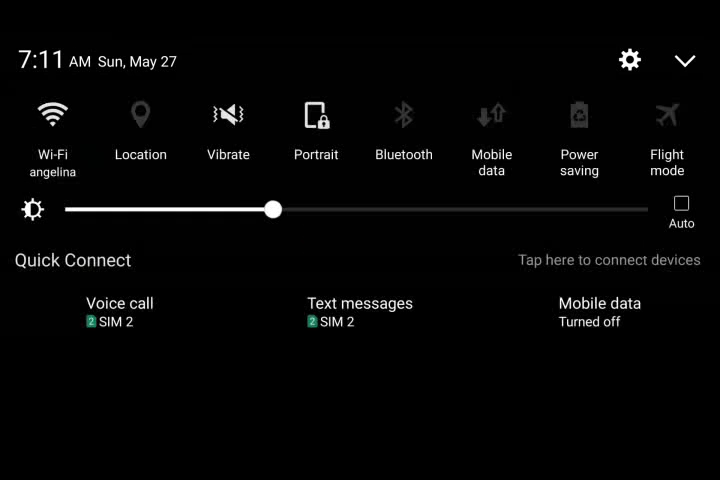 7:11 AM Sun, May 27
Wi-Fi
angelina
Location
Vibrate
Portrait
Bluetooth
Mobile
data
Power
saving
Flight
mode
Auto
Quick Connect
Tap here to connect devices
Voice call
2 SIM 2
Text messages
2 SIM 2
Mobile data
Turned off